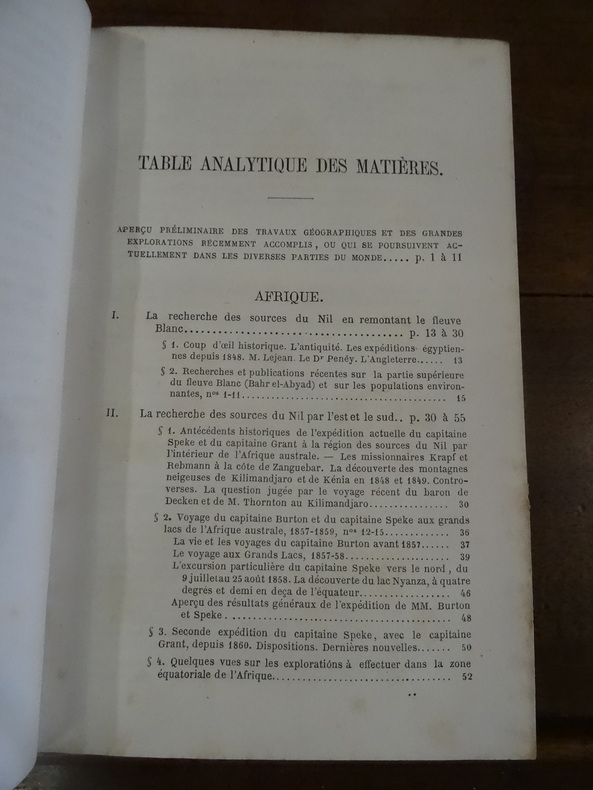 TABLE ANALYTIQUE DES MATIÈRES.
APERÇU PRÉLIMINAIRE DES TRAVAUX GÉOGRAPHIQUES ET DES GRANDES
EXPLORATIONS RÉCEMMENT ACCOMPLIS, OU QUI SE POURSUIVENT AC-
TUELLEMENT DANS LES DIVERSES PARTIES DU MONDE..... p. 1 à 11
AFRIQUE.
I. La recherche des sources du Nil en remontant le fleuve
Blanc........................................ p. 13 à 30
§ 1. Coup d'œil historique. L'antiquité. Les expéditions égyptien-
nes depuis 1848. M. Lejean. Le Dr Penéy. L'Angleterre...... 13
§ 2. Recherches et publications récentes sur la partie supérieure
du fleuve Blanc (Bahr el-Abyad) et sur les populations environ-
nantes, nos 1-11........................................ 15
II. La recherche des sources du Nil par l'est et le sud.. p. 30 à 55
§ 1. Antécédents historiques de l'expédition actuelle du capitaine
Speke et du capitaine Grant à la région des sources du Nil par
l'intérieur de l'Afrique australe. — Les missionnaires Krapf et
Rebmann à la côte de Zanguebar. La découverte des montagnes
neigeuses de Kilimandjaro et de Kénia en 1848 et 1849. Contro-
verses. La question jugée par le voyage récent du baron de
Decken et de M. Thornton au Kilimandjaro.............. 30
§ 2. Voyage du capitaine Burton et du capitaine Speke aux grands
lacs de l'Afrique australe, 1857-1859, nos 12-15............ 36
La vie et les voyages du capitaine Burton avant 1857...... 37
Le voyage aux Grands Lacs, 1857-58.................. 39
L'excursion particulière du capitaine Speke vers le nord, du
9 juillet au 25 août 1858. La découverte du lac Nyanza, à quatre
degrés et demi en deça de l'équateur.................. 46
Aperçu des résultats généraux de l'expédition de MM. Burton
et Speke........................................ 48
§ 3. Seconde expédition du capitaine Speke, avec le capitaine
Grant, depuis 1860. Dispositions. Dernières nouvelles....... 50
§ 4. Quelques vues sur les explorations à effectuer dans la zone
équatoriale de l'Afrique.................................. 52